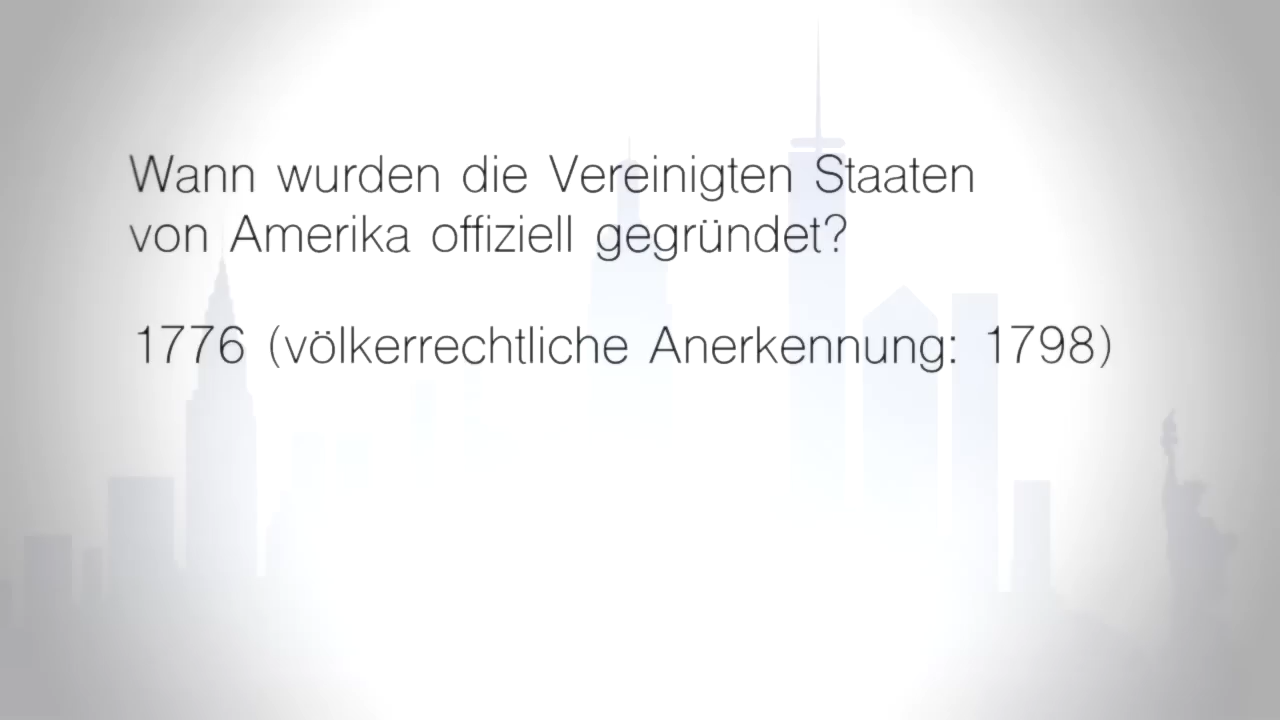 Wann wurden die Vereinigten Staaten
von Amerika offiziell gegründet?
1776 (völkerrechtliche Anerkennung: 1798)